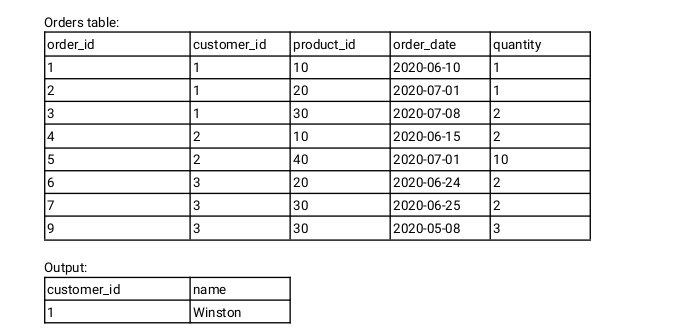 Orders table:
order_id customer_id product_id order_date quantity
1 1 10 2020-06-10 1
2 1 20 2020-07-01 1
3 1 30 2020-07-08 2
4 2 10 2020-06-15 2
5 2 40 2020-07-01 10
6 3 20 2020-06-24 2
7 3 30 2020-06-25 2
9 3 30 2020-05-08 3
Output:
customer_id name
1 Winston